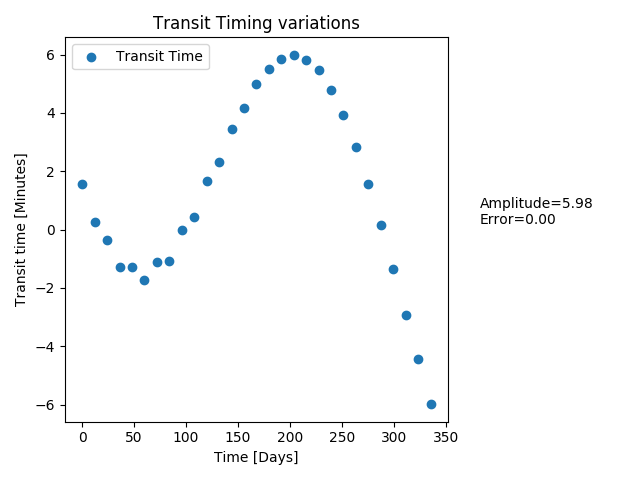 Transit Timing variations
Transit Time
6
4
2
0
−2
−4
−6
Transit time [Minutes]
Amplitude=5.98
Error=0.00
0 50 100 150 200 250 300 350
Time [Days]